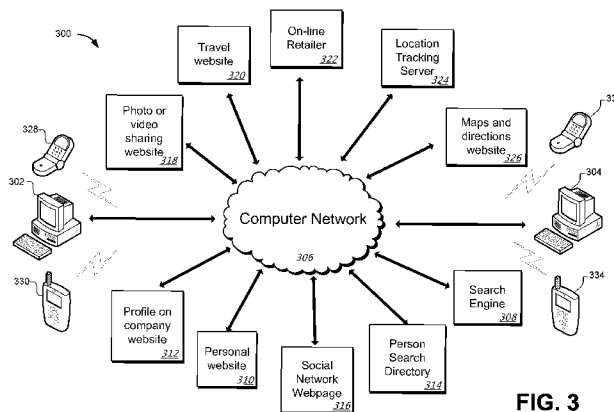 300
Travel
website
320
On-line
Retailer
322
Location
Tracking
Server
324
Photo or
video
sharing
website
318
Maps and
directions
website
326
328
302
304
Computer Network
306
330
334
Profile on
company
website
312
Personal
website
310
Social
Network
Webpage
316
Person
Search
Directory
314
Search
Engine
308
FIG. 3